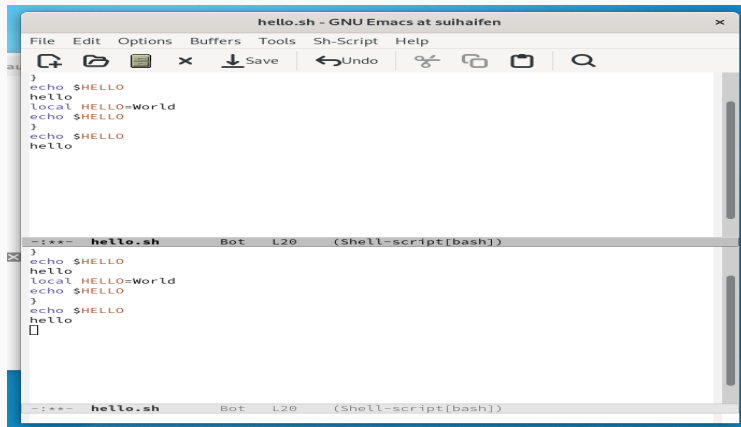 hello.sh - GNU Emacs at suihaifen
File Edit Options Buffers Tools Sh-Script Help
Save Undo
}
echo $HELLO
hello
local HELLO=World
echo $HELLO
}
echo $HELLO
hello
-:**- hello.sh Bot L20 (Shell-script[bash])
}
echo $HELLO
hello
local HELLO=World
echo $HELLO
}
echo $HELLO
hello
-:**- hello.sh Bot L20 (Shell-script[bash])